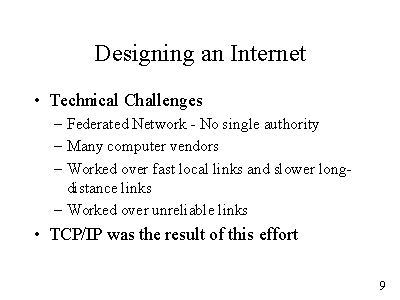 Designing an Internet
• Technical Challenges
– Federated Network - No single authority
– Many computer vendors
– Worked over fast local links and slower long-
distance links
– Worked over unreliable links
• TCP/IP was the result of this effort
9